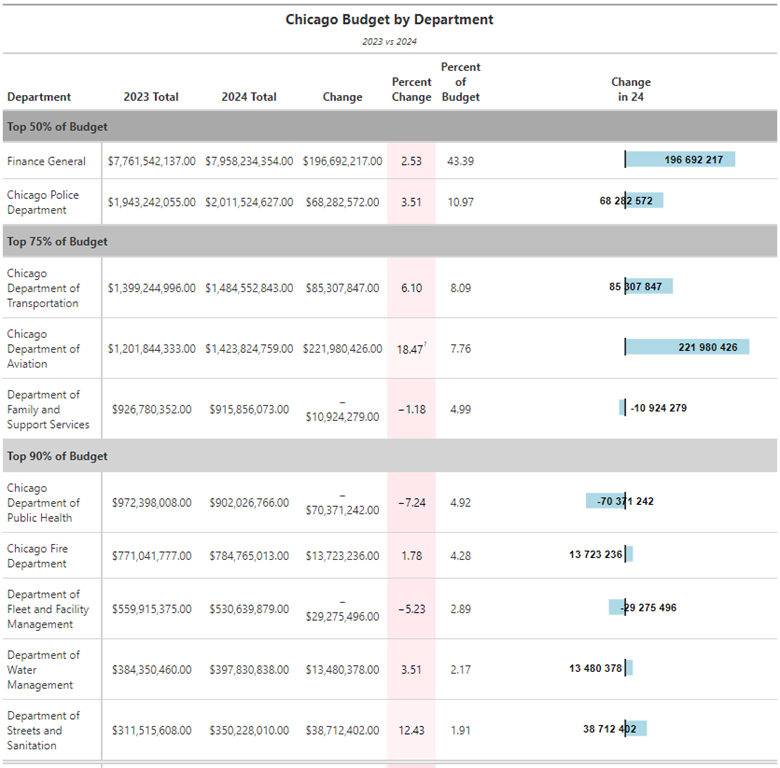 Chicago Budget by Department
2023 vs 2024
Department 2023 Total 2024 Total Change Percent Change Percent of Budget Change in 24
Top 50% of Budget
Finance General $7,761,542,137.00 $7,958,234,354.00 $196,692,217.00 2.53 43.39 196 692 217
Chicago Police Department $1,943,242,055.00 $2,011,524,627.00 $68,282,572.00 3.51 10.97 68 282 572
Top 75% of Budget
Chicago Department of Transportation $1,399,244,996.00 $1,484,552,843.00 $85,307,847.00 6.10 8.09 85 307 847
Chicago Department of Aviation $1,201,844,333.00 $1,423,824,759.00 $221,980,426.00 18.47¹ 7.76 221 980 426
Department of Family and Support Services $926,780,352.00 $915,856,073.00 −$10,924,279.00 −1.18 4.99 -10 924 279
Top 90% of Budget
Chicago Department of Public Health $972,398,008.00 $902,026,766.00 −$70,371,242.00 −7.24 4.92 -70 371 242
Chicago Fire Department $771,041,777.00 $784,765,013.00 $13,723,236.00 1.78 4.28 13 723 236
Department of Fleet and Facility Management $559,915,375.00 $530,639,879.00 −$29,275,496.00 −5.23 2.89 -29 275 496
Department of Water Management $384,350,460.00 $397,830,838.00 $13,480,378.00 3.51 2.17 13 480 378
Department of Streets and Sanitation $311,515,608.00 $350,228,010.00 $38,712,402.00 12.43 1.91 38 712 402